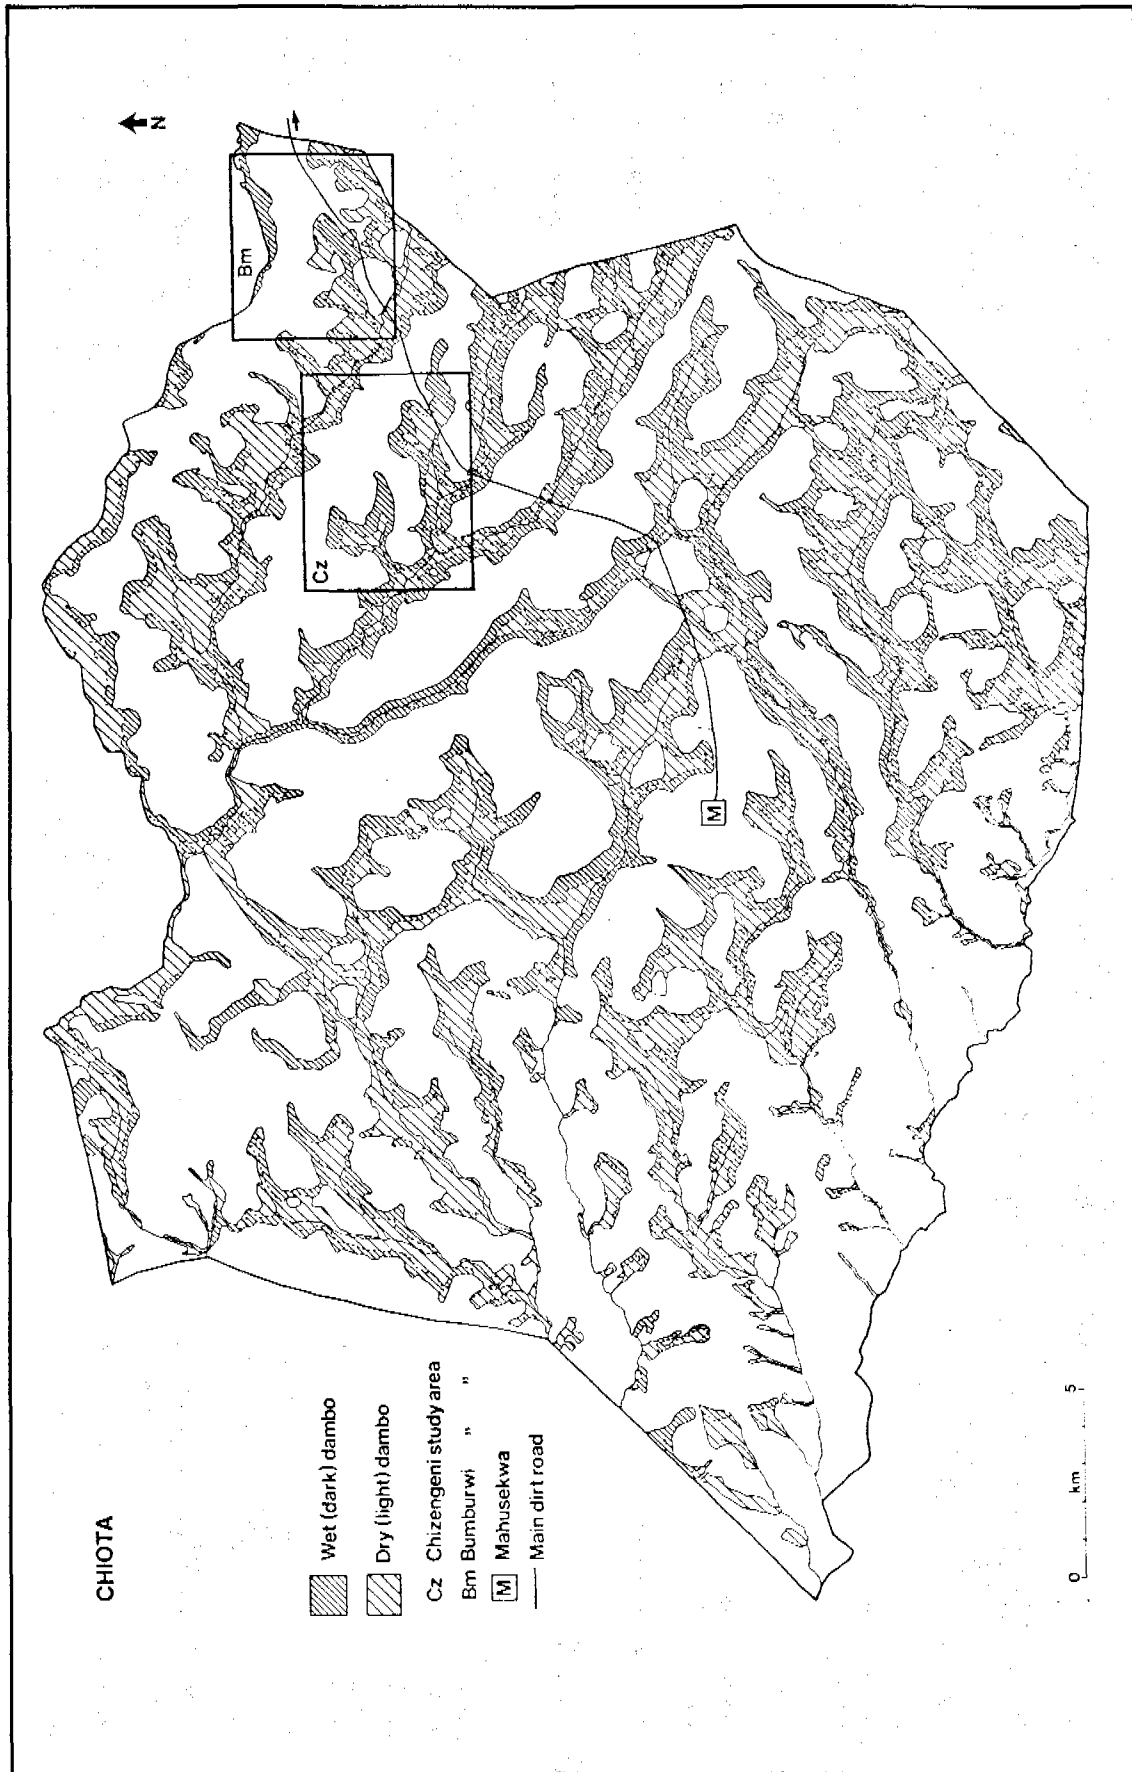 CHIOTA
N
Bm
Cz
M
Wet (dark) dambo
Dry (light) dambo
Cz Chizengeni study area
Bm Bumburwi " "
M Mahusekwa
Main dirt road
0 km 5